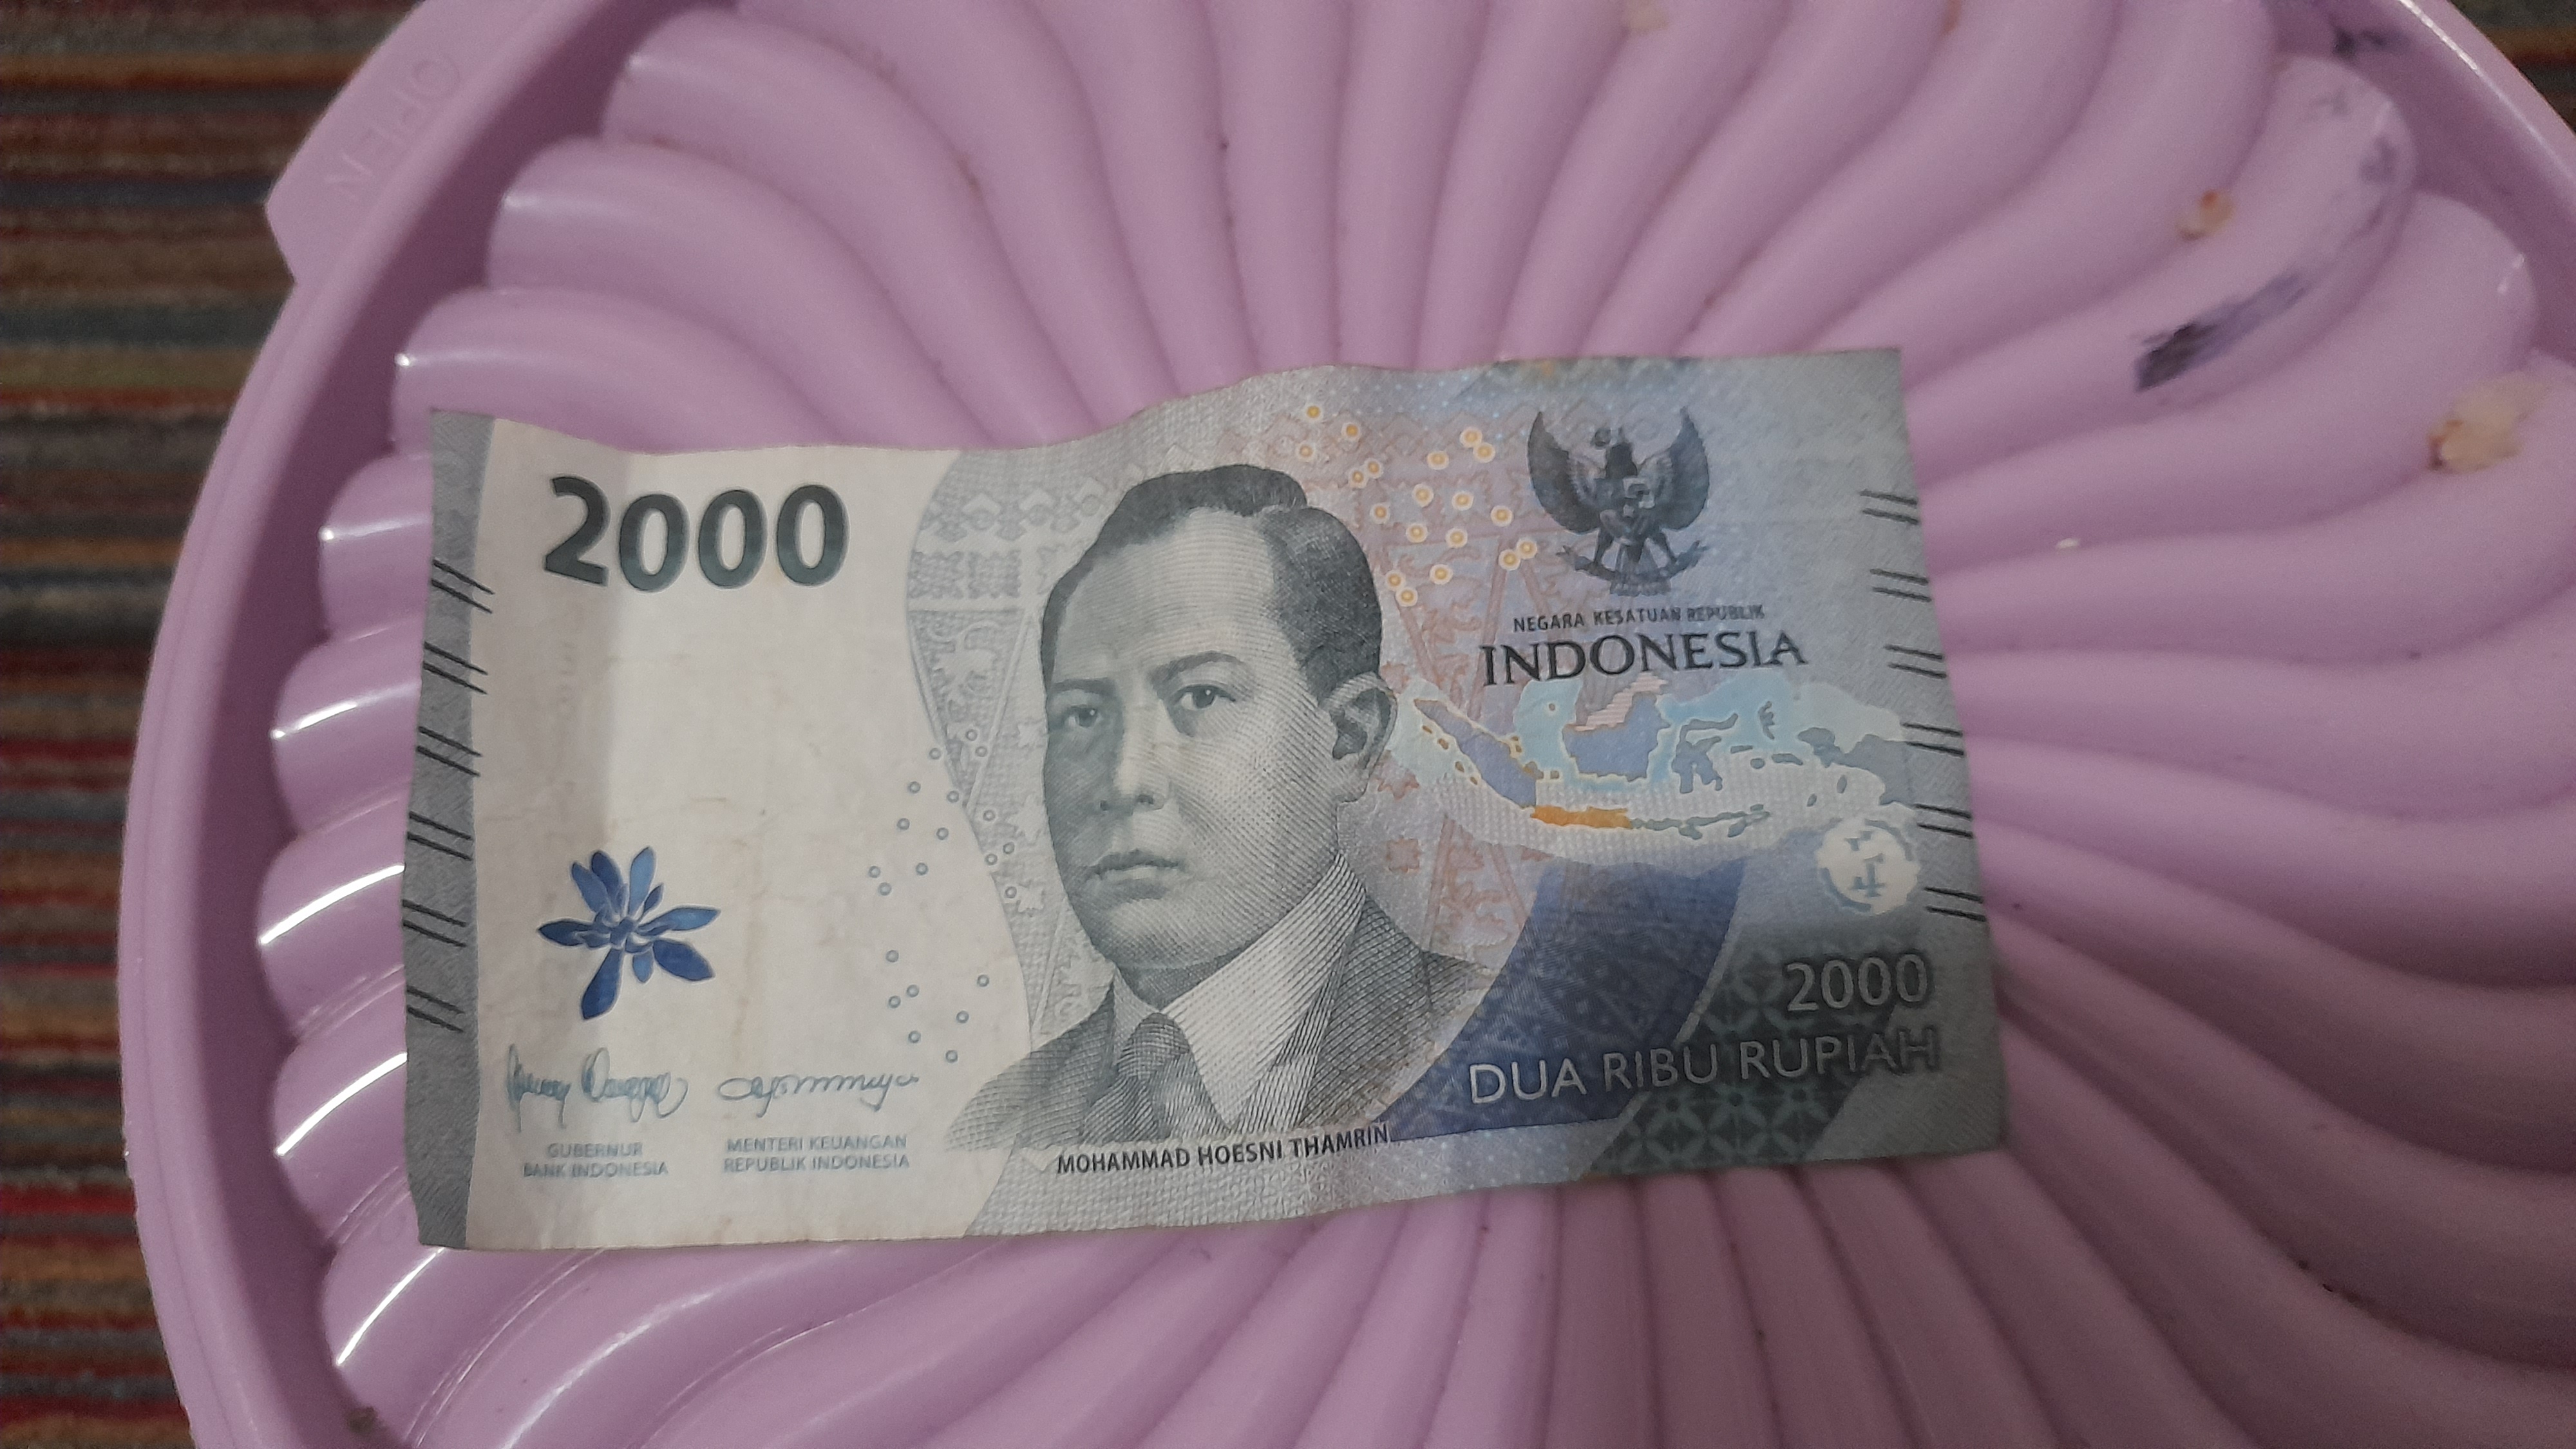 2000
NEGARA KESATUAN REPUBLIK
INDONESIA
GUBERNUR
BANK INDONESIA
MENTERI KEUANGAN
REPUBLIK INDONESIA
MOHAMMAD HOESNI THAMRIN
2000
DUA RIBU RUPIAH
OPEN